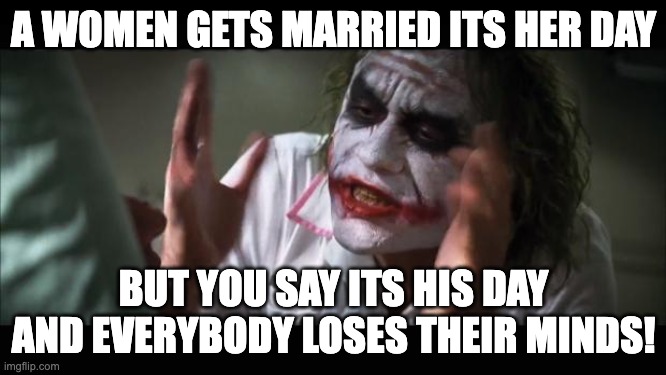 A WOMEN GETS MARRIED ITS HER DAY
BUT YOU SAY ITS HIS DAY
AND EVERYBODY LOSES THEIR MINDS!
imgflip.com